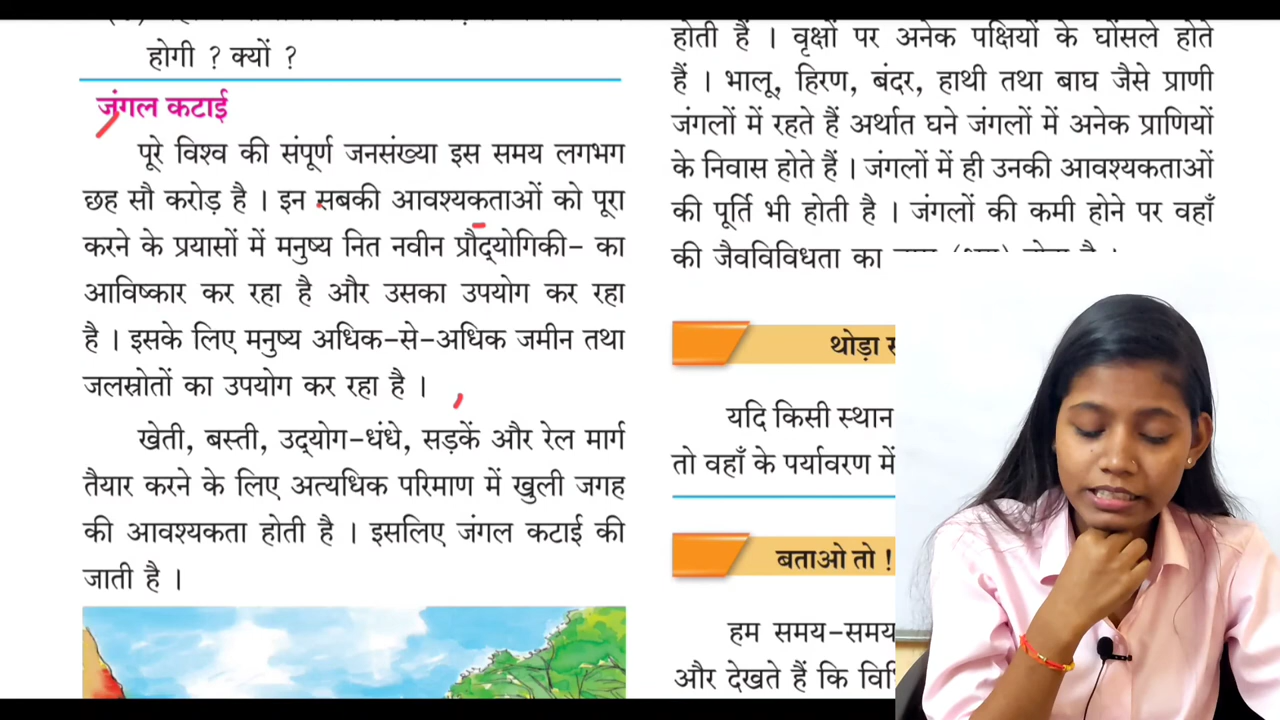 होगी ? क्यों ?
जंगल कटाई
पूरे विश्व की संपूर्ण जनसंख्या इस समय लगभग
छह सौ करोड़ है । इन सबकी आवश्यकताओं को पूरा
करने के प्रयासों में मनुष्य नित नवीन प्रौद्योगिकी- का
आविष्कार कर रहा है और उसका उपयोग कर रहा
है । इसके लिए मनुष्य अधिक-से-अधिक जमीन तथा
जलस्रोतों का उपयोग कर रहा है ।
खेती, बस्ती, उद्योग-धंधे, सड़कें और रेल मार्ग
तैयार करने के लिए अत्यधिक परिमाण में खुली जगह
की आवश्यकता होती है । इसलिए जंगल कटाई की
जाती है ।
होती हैं । वृक्षों पर अनेक पक्षियों के घोंसले होते
हैं । भालू, हिरण, बंदर, हाथी तथा बाघ जैसे प्राणी
जंगलों में रहते हैं अर्थात घने जंगलों में अनेक प्राणियों
के निवास होते हैं । जंगलों में ही उनकी आवश्यकताओं
की पूर्ति भी होती है । जंगलों की कमी होने पर वहाँ
की जैवविविधता का
थोड़ा
यदि किसी स्थान
तो वहाँ के पर्यावरण में
बताओ तो !
हम समय-समय
और देखते हैं कि